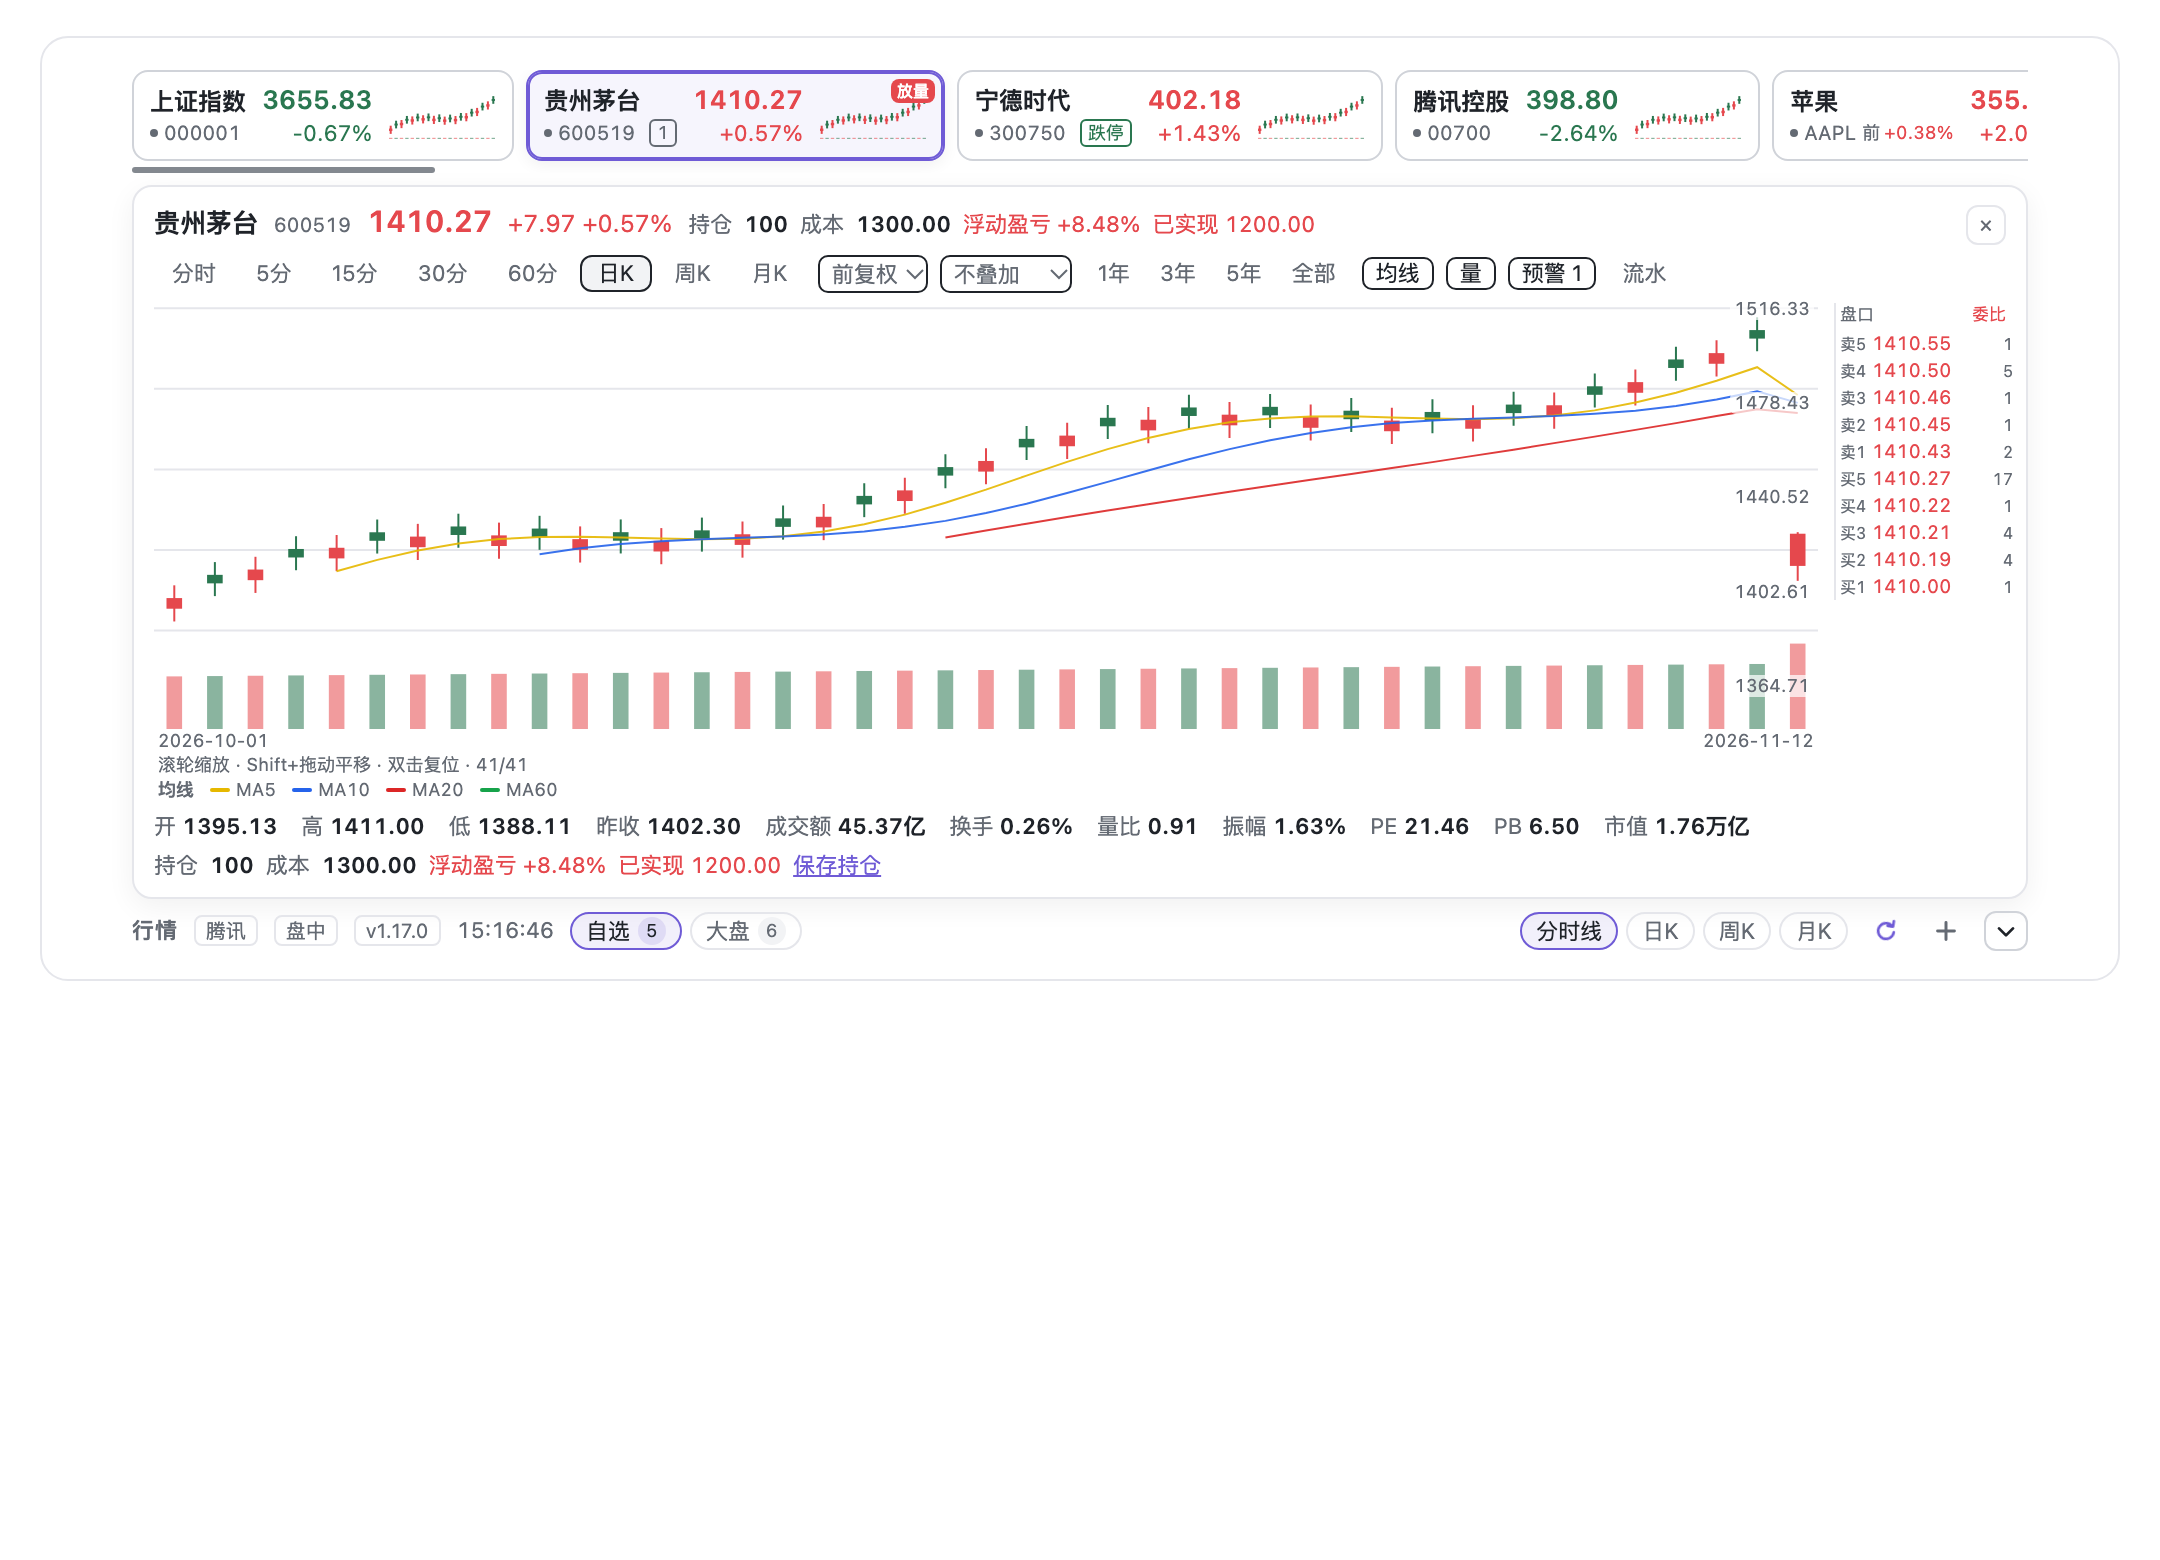 上证指数 3655.83
000001 -0.67%
贵州茅台 1410.27 放量
600519 1 +0.57%
宁德时代 402.18
300750 跌停 +1.43%
腾讯控股 398.80
00700 -2.64%
苹果 355.
AAPL 前+0.38% +2.0
贵州茅台 600519 1410.27 +7.97 +0.57% 持仓 100 成本 1300.00 浮动盈亏 +8.48% 已实现 1200.00 ×
分时 5分 15分 30分 60分 日K 周K 月K 前复权 不叠加 1年 3年 5年 全部 均线 量 预警 1 流水
1516.33
1478.43
1440.52
1402.61
1364.71
盘口 委比
卖5 1410.55 1
卖4 1410.50 5
卖3 1410.46 1
卖2 1410.45 1
卖1 1410.43 2
买5 1410.27 17
买4 1410.22 1
买3 1410.21 4
买2 1410.19 4
买1 1410.00 1
2026-10-01 2026-11-12
滚轮缩放 · Shift+拖动平移 · 双击复位 · 41/41
均线 MA5 MA10 MA20 MA60
开 1395.13 高 1411.00 低 1388.11 昨收 1402.30 成交额 45.37亿 换手 0.26% 量比 0.91 振幅 1.63% PE 21.46 PB 6.50 市值 1.76万亿
持仓 100 成本 1300.00 浮动盈亏 +8.48% 已实现 1200.00 保存持仓
行情 腾讯 盘中 v1.17.0 15:16:46 自选 5 大盘 6 分时线 日K 周K 月K